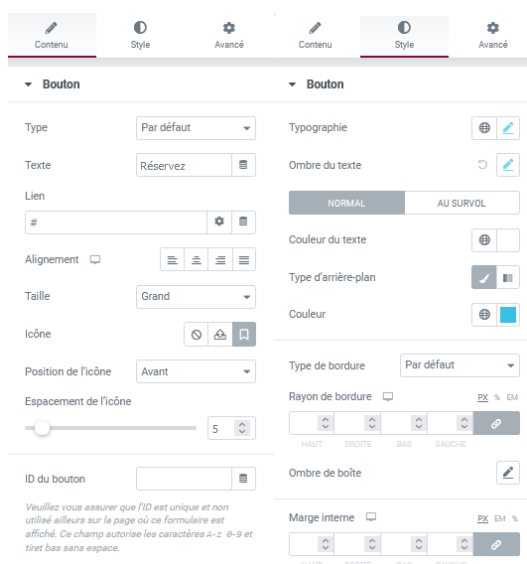 Contenu Style Avancé
Bouton
Type Par défaut
Texte Réservez
Lien
#
Alignement
Taille Grand
Icône
Position de l'icône Avant
Espacement de l'icône
5
ID du bouton
Veuillez vous assurer que l'ID est unique et non
utilisé ailleurs sur la page où ce formulaire est
affiché. Ce champ autorise les caractères A-z 0-9 et
tiret bas sans espace.
Contenu Style Avancé
Bouton
Typographie
Ombre du texte
NORMAL AU SURVOL
Couleur du texte
Type d'arrière-plan
Couleur
Type de bordure Par défaut
Rayon de bordure PX % EM
HAUT DROITE BAS GAUCHE
Ombre de boîte
Marge interne PX EM %
HAUT DROITE BAS GAUCHE